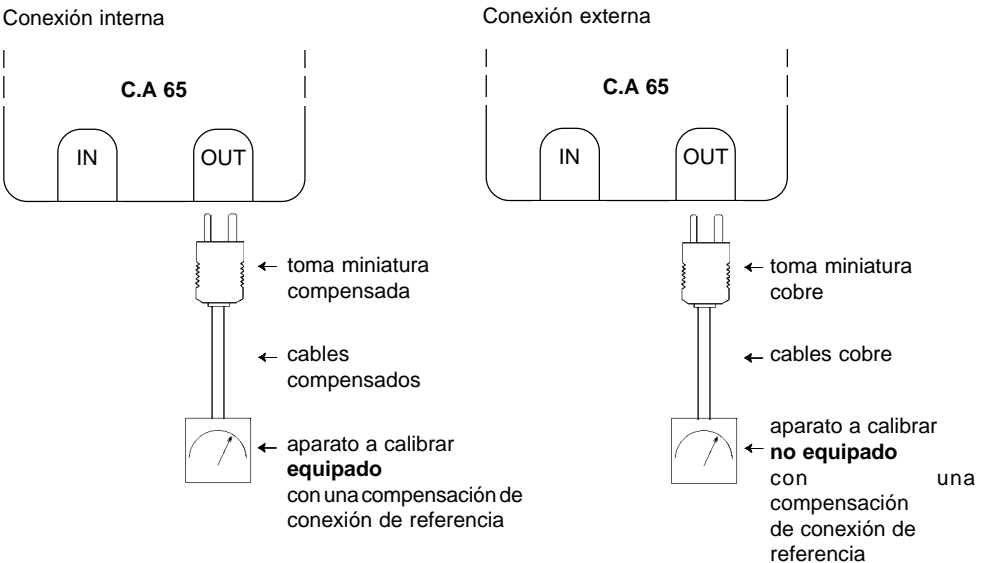 Conexión interna
C.A 65
IN
OUT
toma miniatura
compensada
cables
compensados
aparato a calibrar
equipado
con una compensación de
conexión de referencia
Conexión externa
C.A 65
IN
OUT
toma miniatura
cobre
cables cobre
aparato a calibrar
no equipado
con una
compensación
de conexión de
referencia